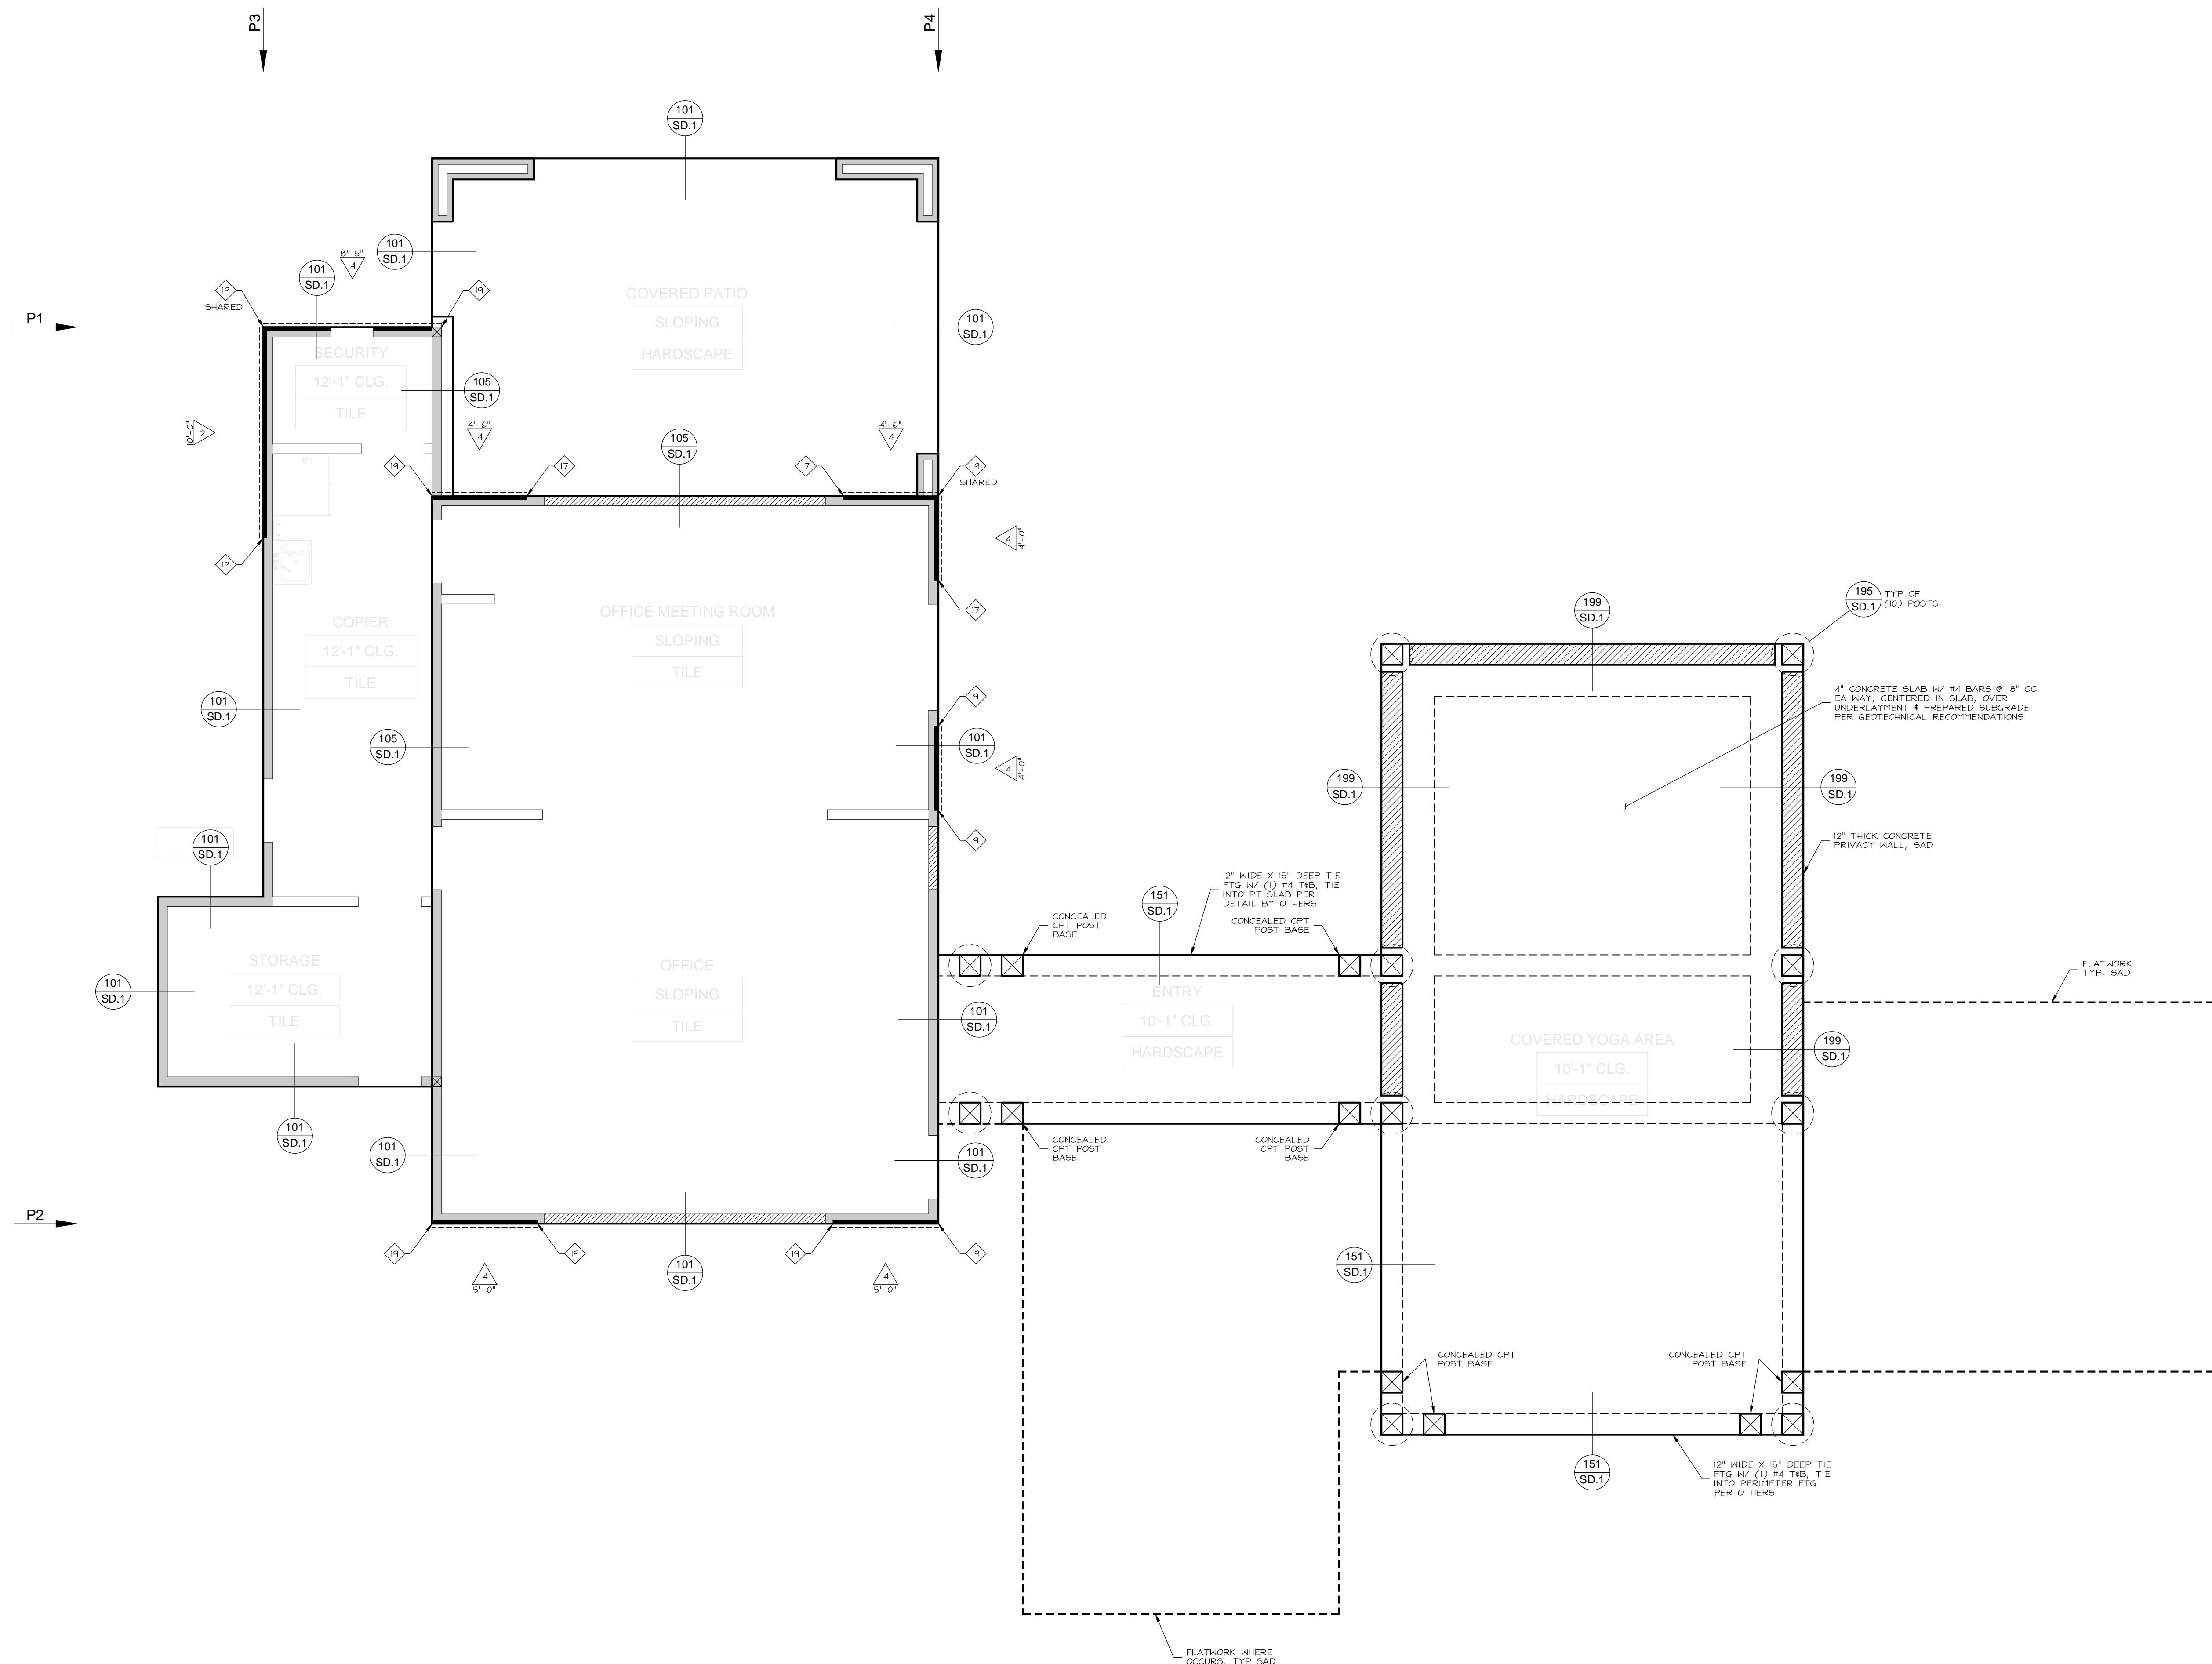 P3
P4
101
SD.1
101
SD.1
8'-5"
4
101
SD.1
19
SHARED
19
COVERED PATIO
SLOPING
HARDSCAPE
P1
101
SD.1
SECURITY
12'-1" CLG.
TILE
105
SD.1
10'-0"
2
4'-6"
4
4'-6"
4
105
SD.1
19
17
17
19
SHARED
4
4'-0"
19
SINK
17
OFFICE MEETING ROOM
SLOPING
TILE
COPIER
12'-1" CLG.
TILE
199
SD.1
195
SD.1
TYP OF
(10) POSTS
4" CONCRETE SLAB W/ #4 BARS @ 18" OC
EA WAY, CENTERED IN SLAB, OVER
UNDERLAYMENT & PREPARED SUBGRADE
PER GEOTECHNICAL RECOMMENDATIONS
101
SD.1
105
SD.1
9
101
SD.1
4
4'-0"
9
199
SD.1
199
SD.1
12" THICK CONCRETE
PRIVACY WALL, SAD
101
SD.1
12" WIDE X 15" DEEP TIE
FTG W/ (1) #4 T&B, TIE
INTO PT SLAB PER
DETAIL BY OTHERS
151
SD.1
CONCEALED
CPT POST
BASE
CONCEALED CPT
POST BASE
STORAGE
12'-1" CLG.
TILE
OFFICE
SLOPING
TILE
101
SD.1
101
SD.1
ENTRY
10'-1" CLG.
HARDSCAPE
COVERED YOGA AREA
10'-1" CLG.
HARDSCAPE
199
SD.1
FLATWORK
TYP, SAD
101
SD.1
101
SD.1
101
SD.1
CONCEALED
CPT POST
BASE
CONCEALED
CPT POST
BASE
P2
19
19
19
19
4
5'-0"
101
SD.1
4
5'-0"
151
SD.1
CONCEALED CPT
POST BASE
CONCEALED CPT
POST BASE
151
SD.1
12" WIDE X 15" DEEP TIE
FTG W/ (1) #4 T&B, TIE
INTO PERIMETER FTG
PER OTHERS
FLATWORK WHERE
OCCURS, TYP SAD